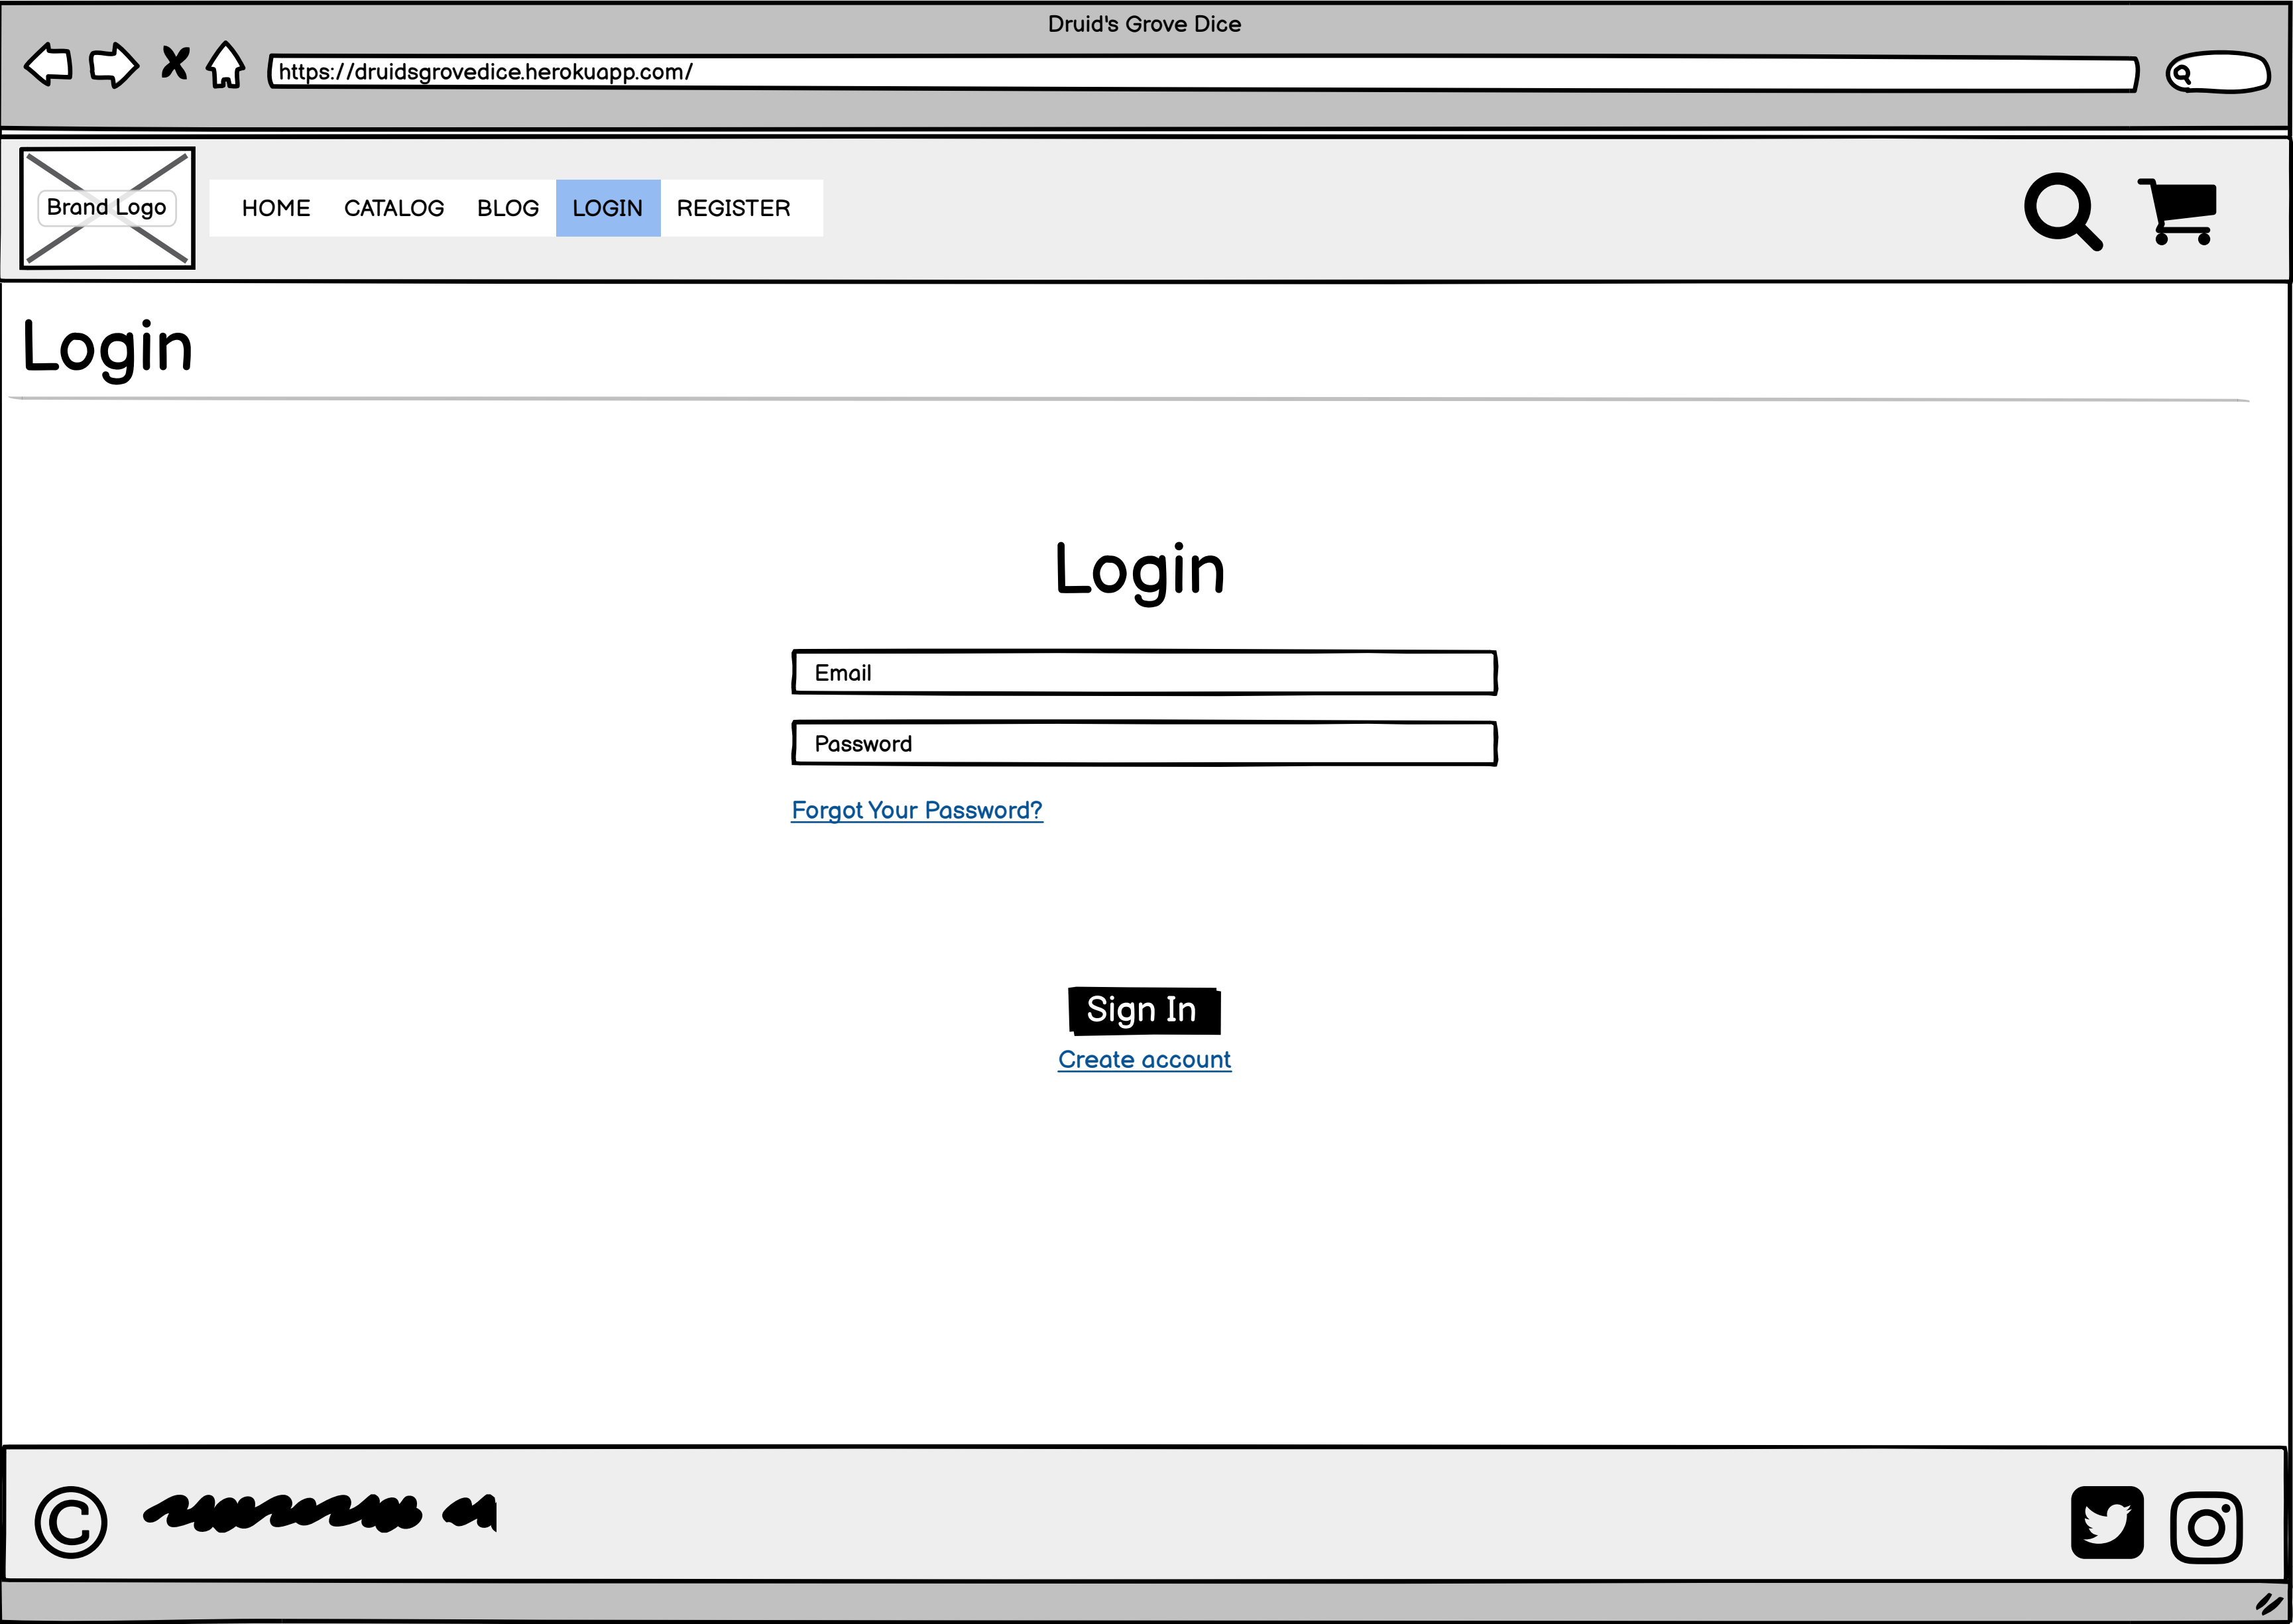 Druid's Grove Dice
https://druidsgrovedice.herokuapp.com/
Brand Logo HOME CATALOG BLOG LOGIN REGISTER
Login
Login
Email
Password
Forgot Your Password?
Sign In
Create account
©